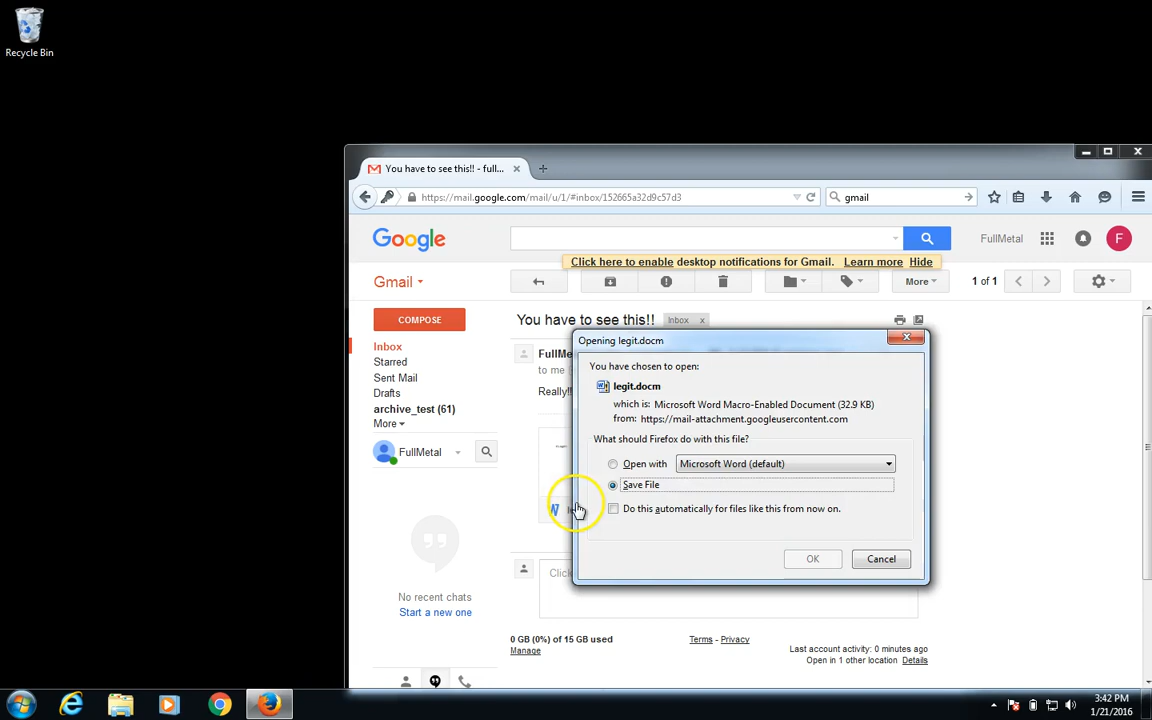 Recycle Bin
You have to see this!! - full...
https://mail.google.com/mail/u/1/#inbox/152665a32d9c57d3
gmail
Google
FullMetal
F
Click here to enable desktop notifications for Gmail. Learn more Hide
Gmail
More
1 of 1
COMPOSE
You have to see this!!
Inbox x
Inbox
Starred
Sent Mail
Drafts
archive_test (61)
More
FullMetal
No recent chats
Start a new one
to me
Really!!
W
Opening legit.docm
You have chosen to open:
legit.docm
which is: Microsoft Word Macro-Enabled Document (32.9 KB)
from: https://mail-attachment.googleusercontent.com
What should Firefox do with this file?
Open with Microsoft Word (default)
Save File
Do this automatically for files like this from now on.
OK Cancel
0 GB (0%) of 15 GB used
Manage
Terms - Privacy
Last account activity: 0 minutes ago
Open in 1 other location Details
3:42 PM
1/21/2016